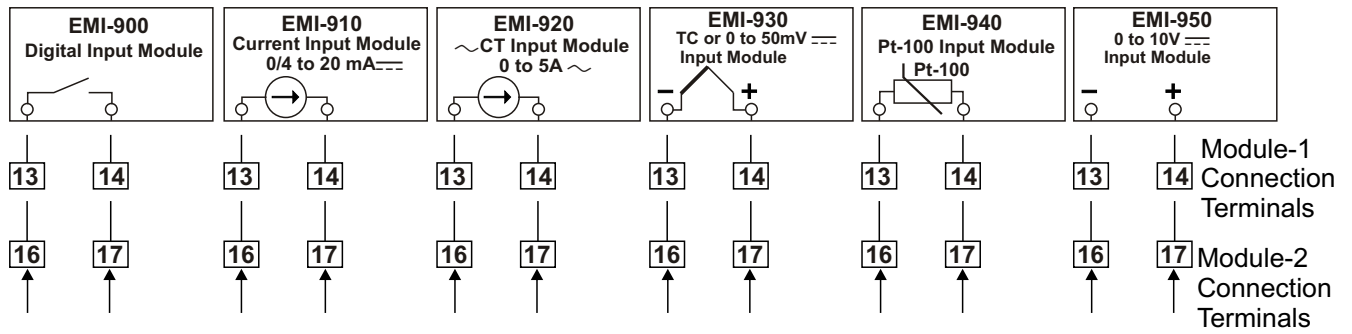 EMI-900
Digital Input Module
EMI-910
Current Input Module
0/4 to 20 mA
EMI-920
CT Input Module
0 to 5A
EMI-930
TC or 0 to 50mV
Input Module
EMI-940
Pt-100 Input Module
Pt-100
EMI-950
0 to 10V
Input Module
− +
− +
13 14 13 14 13 14 13 14 13 14 13 14
Module-1
Connection
Terminals
16 17 16 17 16 17 16 17 16 17 16 17
Module-2
Connection
Terminals